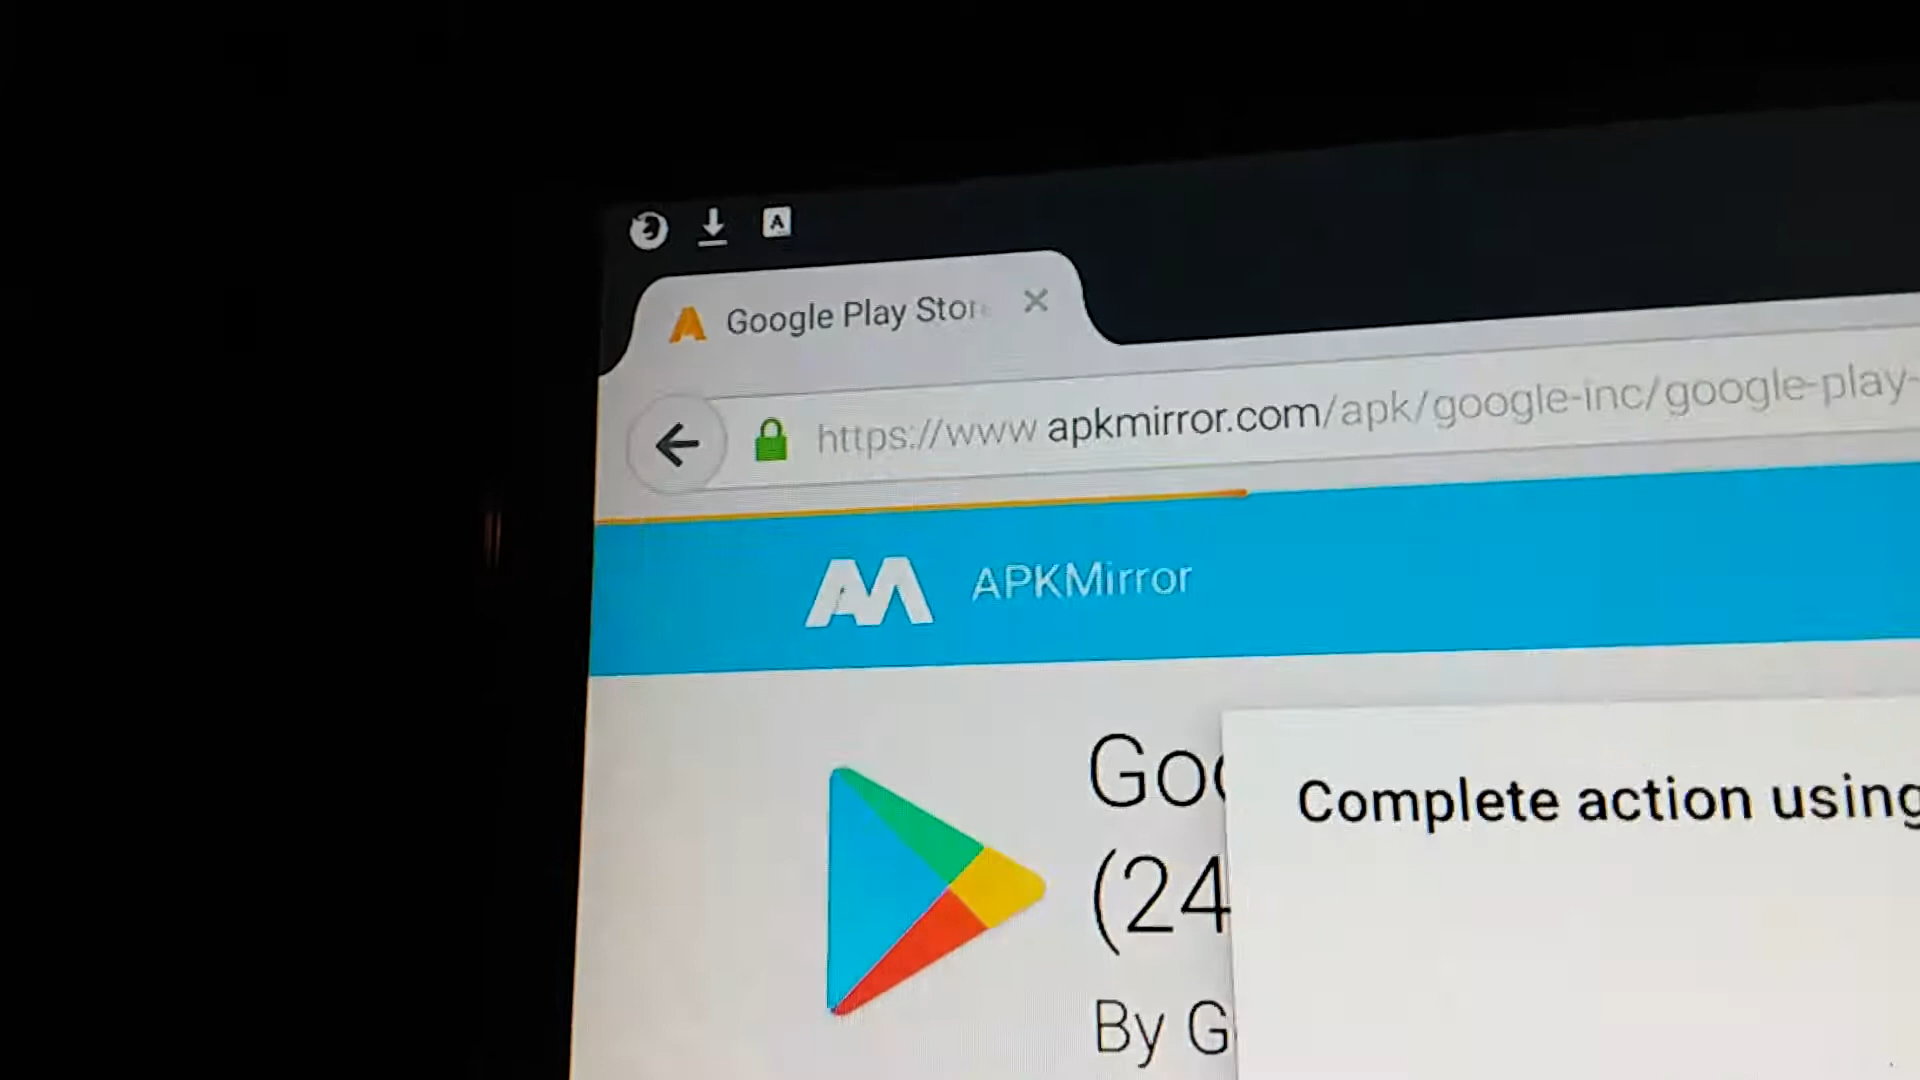 A
Google Play Stor
https://www.apkmirror.com/apk/google-inc/google-play-
APKMirror
Goo
Complete action using
(24
By G